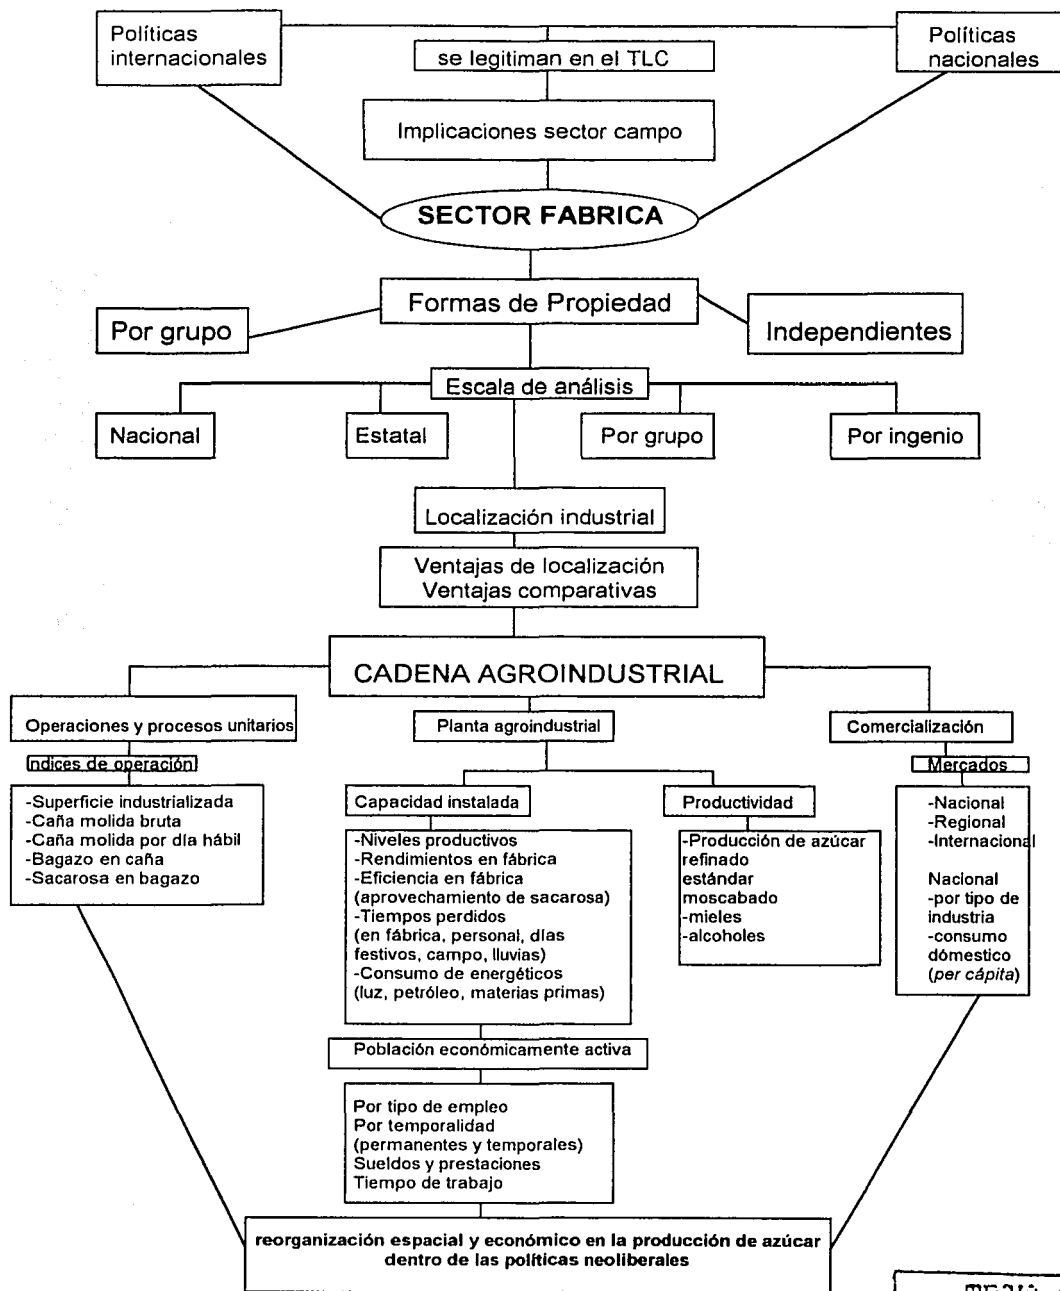 Políticas
internacionales
se legitiman en el TLC
Políticas
nacionales
Implicaciones sector campo
SECTOR FABRICA
Formas de Propiedad
Por grupo
Independientes
Escala de análisis
Nacional
Estatal
Por grupo
Por ingenio
Localización industrial
Ventajas de localización
Ventajas comparativas
CADENA AGROINDUSTRIAL
Operaciones y procesos unitarios
Planta agroindustrial
Comercialización
ndices de operación
Mercados
-Superficie industrializada
-Caña molida bruta
-Caña molida por día hábil
-Bagazo en caña
-Sacarosa en bagazo
Capacidad instalada
Productividad
-Niveles productivos
-Rendimientos en fábrica
-Eficiencia en fábrica
(aprovechamiento de sacarosa)
-Tiempos perdidos
(en fábrica, personal, días
festivos, campo, lluvias)
-Consumo de energéticos
(luz, petróleo, materias primas)
-Producción de azúcar
refinado
estándar
moscabado
-mieles
-alcoholes
-Nacional
-Regional
-Internacional
Nacional
-por tipo de
industria
-consumo
dómestico
(per cápita)
Población económicamente activa
Por tipo de empleo
Por temporalidad
(permanentes y temporales)
Sueldos y prestaciones
Tiempo de trabajo
reorganización espacial y económico en la producción de azúcar
dentro de las políticas neoliberales